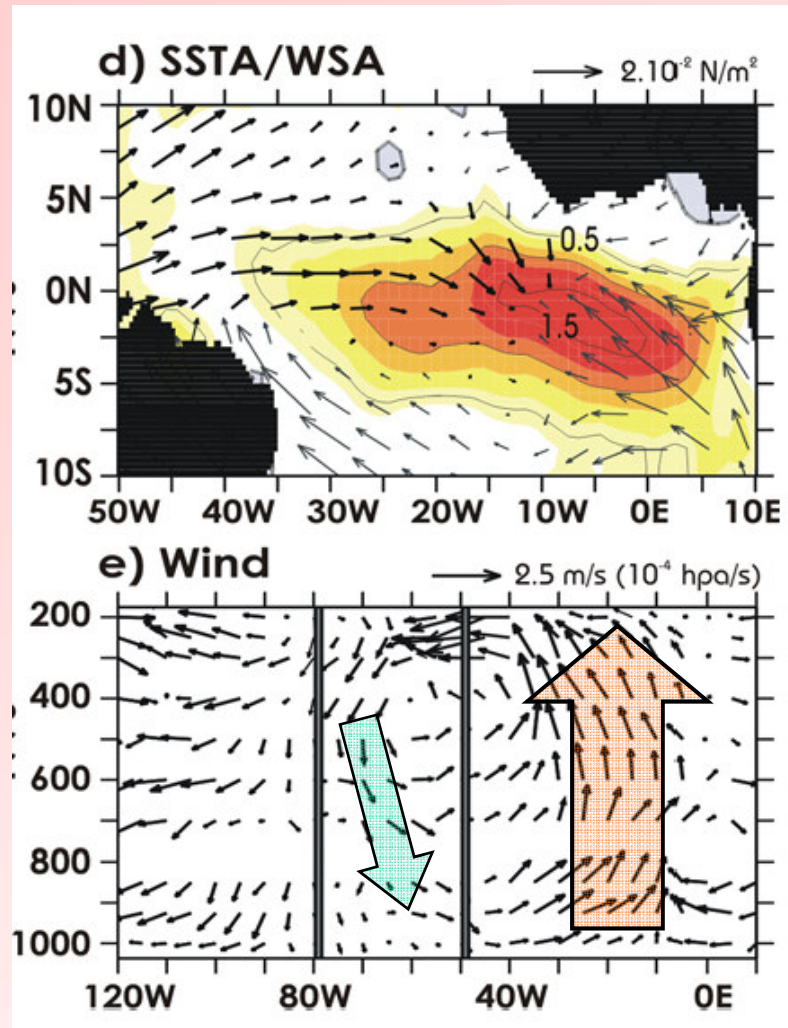 d) SSTA/WSA
2.10⁻² N/m²
10N
5N
0N
5S
10S
0.5
1.5
50W 40W 30W 20W 10W 0E 10E
e) Wind
2.5 m/s (10⁻⁴ hpa/s)
200
400
600
800
1000
120W 80W 40W 0E